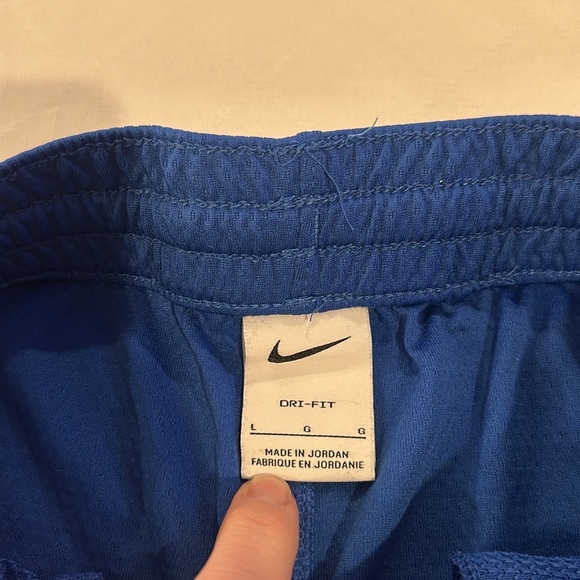 DRI-FIT
L G G
MADE IN JORDAN
FABRIQUE EN JORDANIE